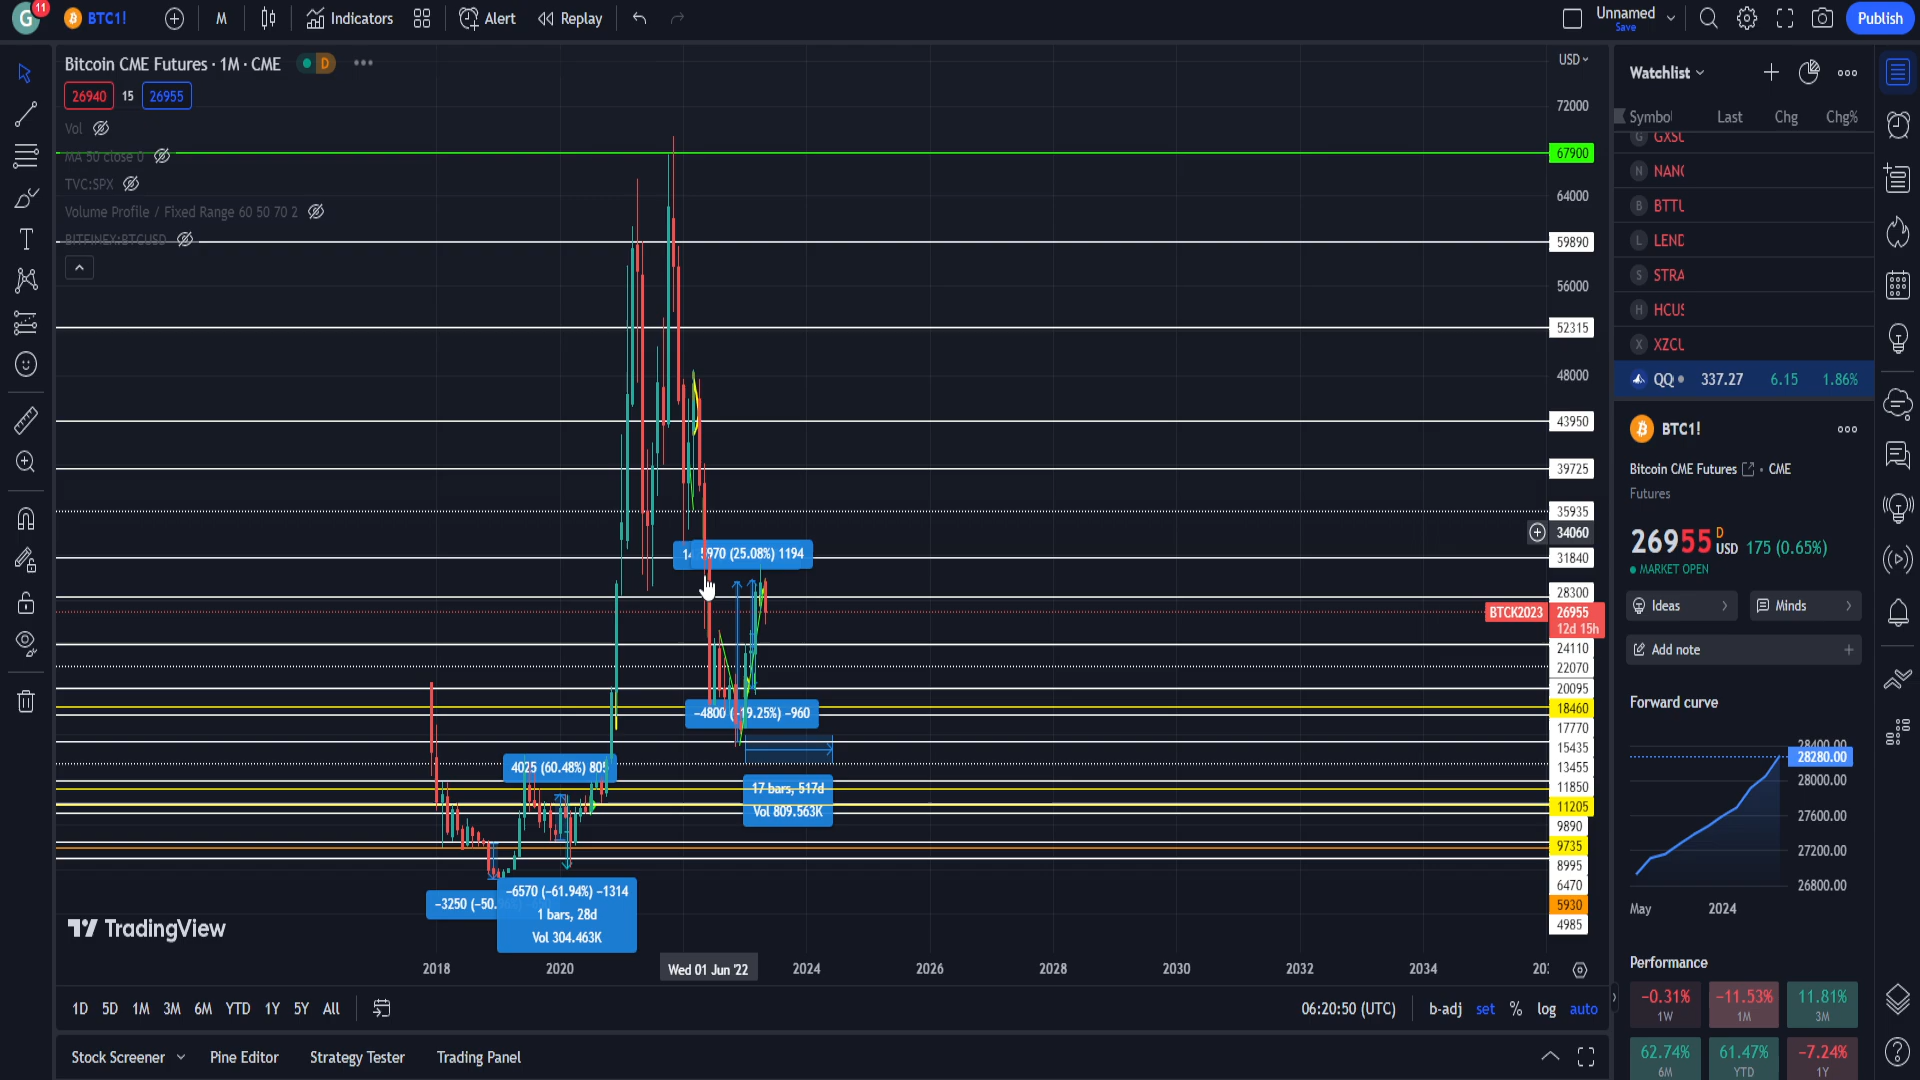 G 11 BTC1! M Indicators Alert Replay Unnamed Save Publish
Bitcoin CME Futures · 1M · CME D
26940 15 26955
Vol
MA 50 close 0
TVC:SPX
Volume Profile / Fixed Range 60 50 70 2
BITFINEX:BTCUSD
USD
72000
67900
64000
59890
56000
52315
48000
43950
39725
35935
34060
31840
28300
BTCK2023 26955
12d 15h
24110
22070
20095
18460
17770
15435
13455
11850
11205
9890
9735
8995
6470
5930
4985
5970 (25.08%) 1194
−4800 (−19.25%) −960
4025 (60.48%) 805
17 bars, 517d
Vol 809.563K
−3250 (−50.
−6570 (−61.94%) −1314
1 bars, 28d
Vol 304.463K
TradingView
2018 2020 Wed 01 Jun '22 2024 2026 2028 2030 2032 2034 20
1D 5D 1M 3M 6M YTD 1Y 5Y All
06:20:50 (UTC) b-adj set % log auto
Stock Screener Pine Editor Strategy Tester Trading Panel
Watchlist
Symbol Last Chg Chg%
G GXSC
N NANC
B BTTU
L LEND
S STRA
H HCUS
X XZCU
QQ 337.27 6.15 1.86%
BTC1!
Bitcoin CME Futures • CME
Futures
26955 D USD 175 (0.65%)
MARKET OPEN
Ideas Minds
Add note
Forward curve
28400.00
28280.00
28000.00
27600.00
27200.00
26800.00
May 2024
Performance
−0.31% −11.53% 11.81%
1W 1M 3M
62.74% 61.47% −7.24%
6M YTD 1Y